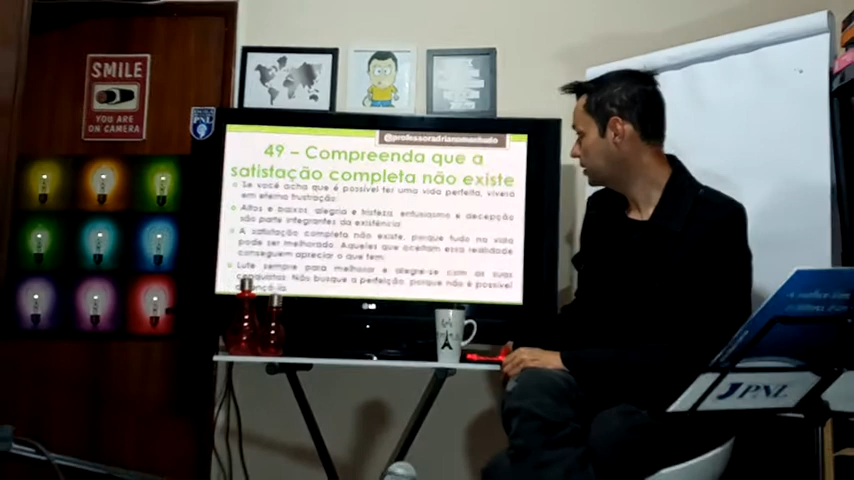 SMILE
YOU ARE
ON CAMERA
PNL
@professoradrianomachado
49 – Compreenda que a
satisfação completa não existe
Se você acha que é possível ter uma vida perfeita, viverá
em eterna frustração;
Altos e baixos, alegria e tristeza, entusiasmo e decepção
são parte integrantes da existência;
A satisfação completa não existe, porque tudo na vida
pode ser melhorado. Aqueles que aceitam essa realidade
conseguem apreciar o que tem;
Lute sempre para melhorar e alegre-se com as suas
conquistas. Não busque a perfeição porque não é possível
PNL